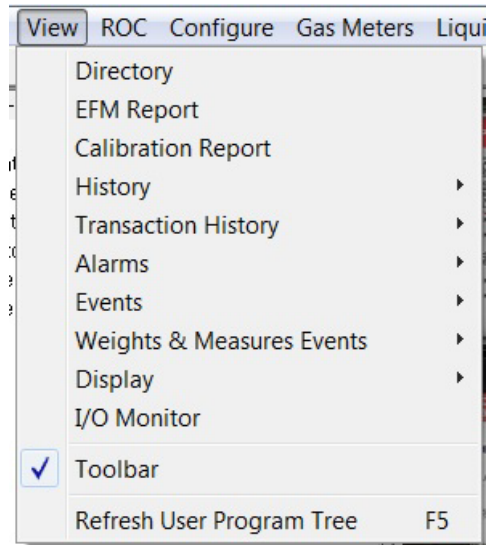 View ROC Configure Gas Meters
Directory
EFM Report
Calibration Report
History
Transaction History
Alarms
Events
Weights & Measures Events
Display
I/O Monitor
Toolbar
Refresh User Program Tree F5